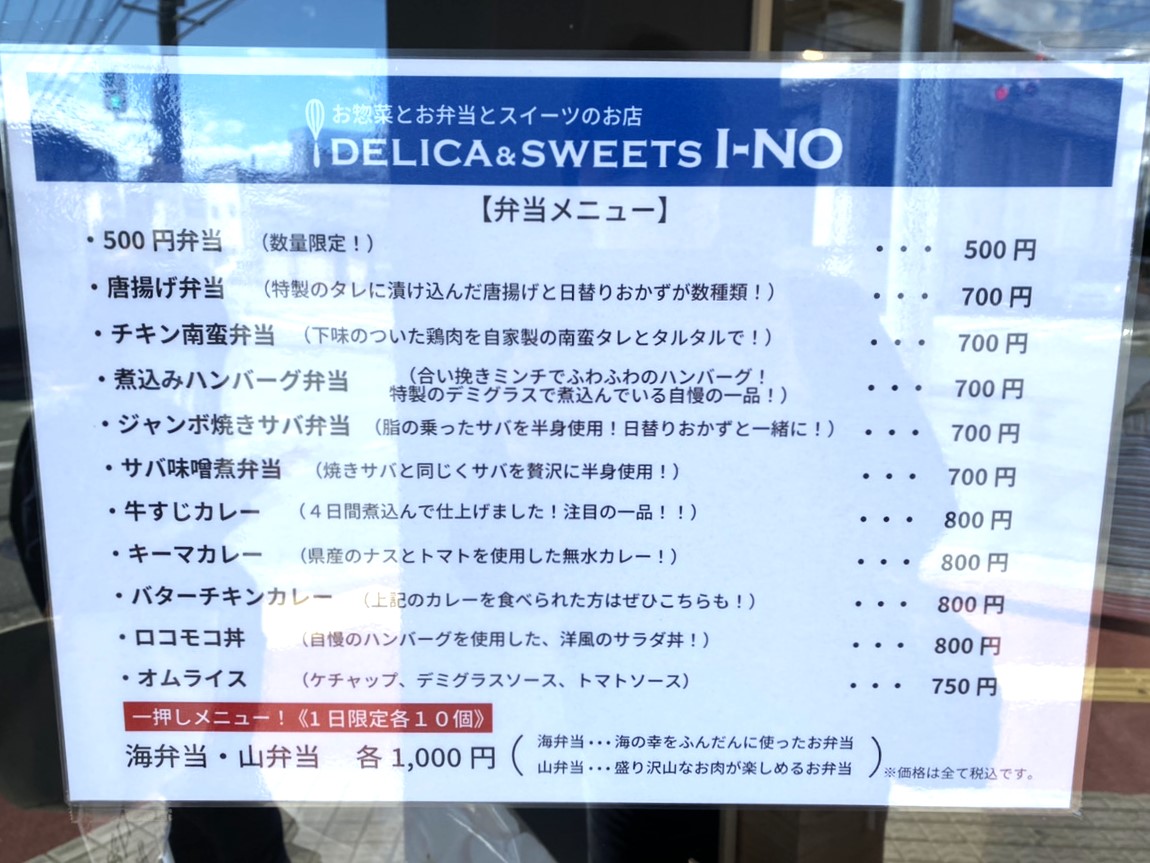 お惣菜とお弁当とスイーツのお店
DELICA&SWEETS I-NO
【弁当メニュー】
・500円弁当 （数量限定！） ・・・ 500円
・唐揚げ弁当 （特製のタレに漬け込んだ唐揚げと日替りおかずが数種類！） ・・・ 700円
・チキン南蛮弁当 （下味のついた鶏肉を自家製の南蛮タレとタルタルで！） ・・・ 700円
・煮込みハンバーグ弁当 （合い挽きミンチでふわふわのハンバーグ！
特製のデミグラスで煮込んでいる自慢の一品！） ・・・ 700円
・ジャンボ焼きサバ弁当 （脂の乗ったサバを半身使用！日替りおかずと一緒に！） ・・・ 700円
・サバ味噌煮弁当 （焼きサバと同じくサバを贅沢に半身使用！） ・・・ 700円
・牛すじカレー （４日間煮込んで仕上げました！注目の一品！！） ・・・ 800円
・キーマカレー （県産のナスとトマトを使用した無水カレー！） ・・・ 800円
・バターチキンカレー （上記のカレーを食べられた方はぜひこちらも！） ・・・ 800円
・ロコモコ丼 （自慢のハンバーグを使用した、洋風のサラダ丼！） ・・・ 800円
・オムライス （ケチャップ、デミグラスソース、トマトソース） ・・・ 750円
一押しメニュー！《1日限定各１０個》
海弁当・山弁当 各1,000円
海弁当・・・海の幸をふんだんに使ったお弁当
山弁当・・・盛り沢山なお肉が楽しめるお弁当
※価格は全て税込です。